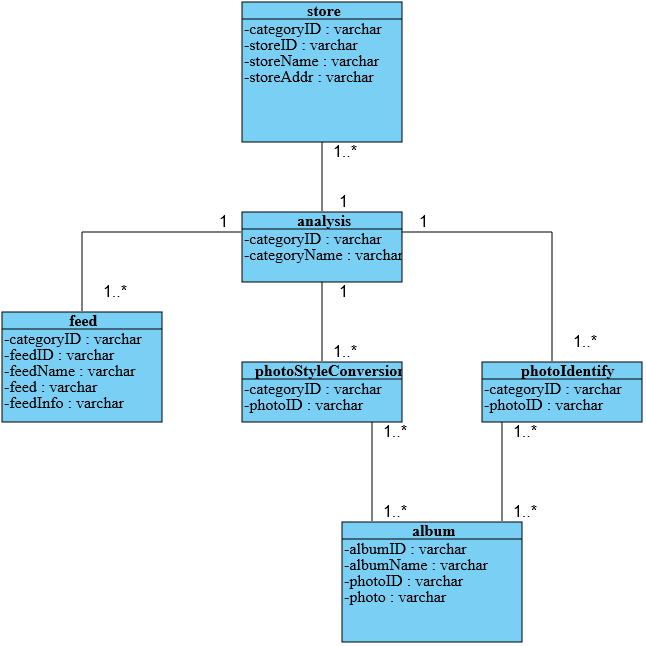 store
-categoryID : varchar
-storeID : varchar
-storeName : varchar
-storeAddr : varchar
1..*
1
1
analysis
1
-categoryID : varchar
-categoryName : varchar
1..*
1
feed
-categoryID : varchar
-feedID : varchar
-feedName : varchar
-feed : varchar
-feedInfo : varchar
1..*
1..*
photoStyleConversion
-categoryID : varchar
-photoID : varchar
photoIdentify
-categoryID : varchar
-photoID : varchar
1..*
1..*
1..*
1..*
album
-albumID : varchar
-albumName : varchar
-photoID : varchar
-photo : varchar